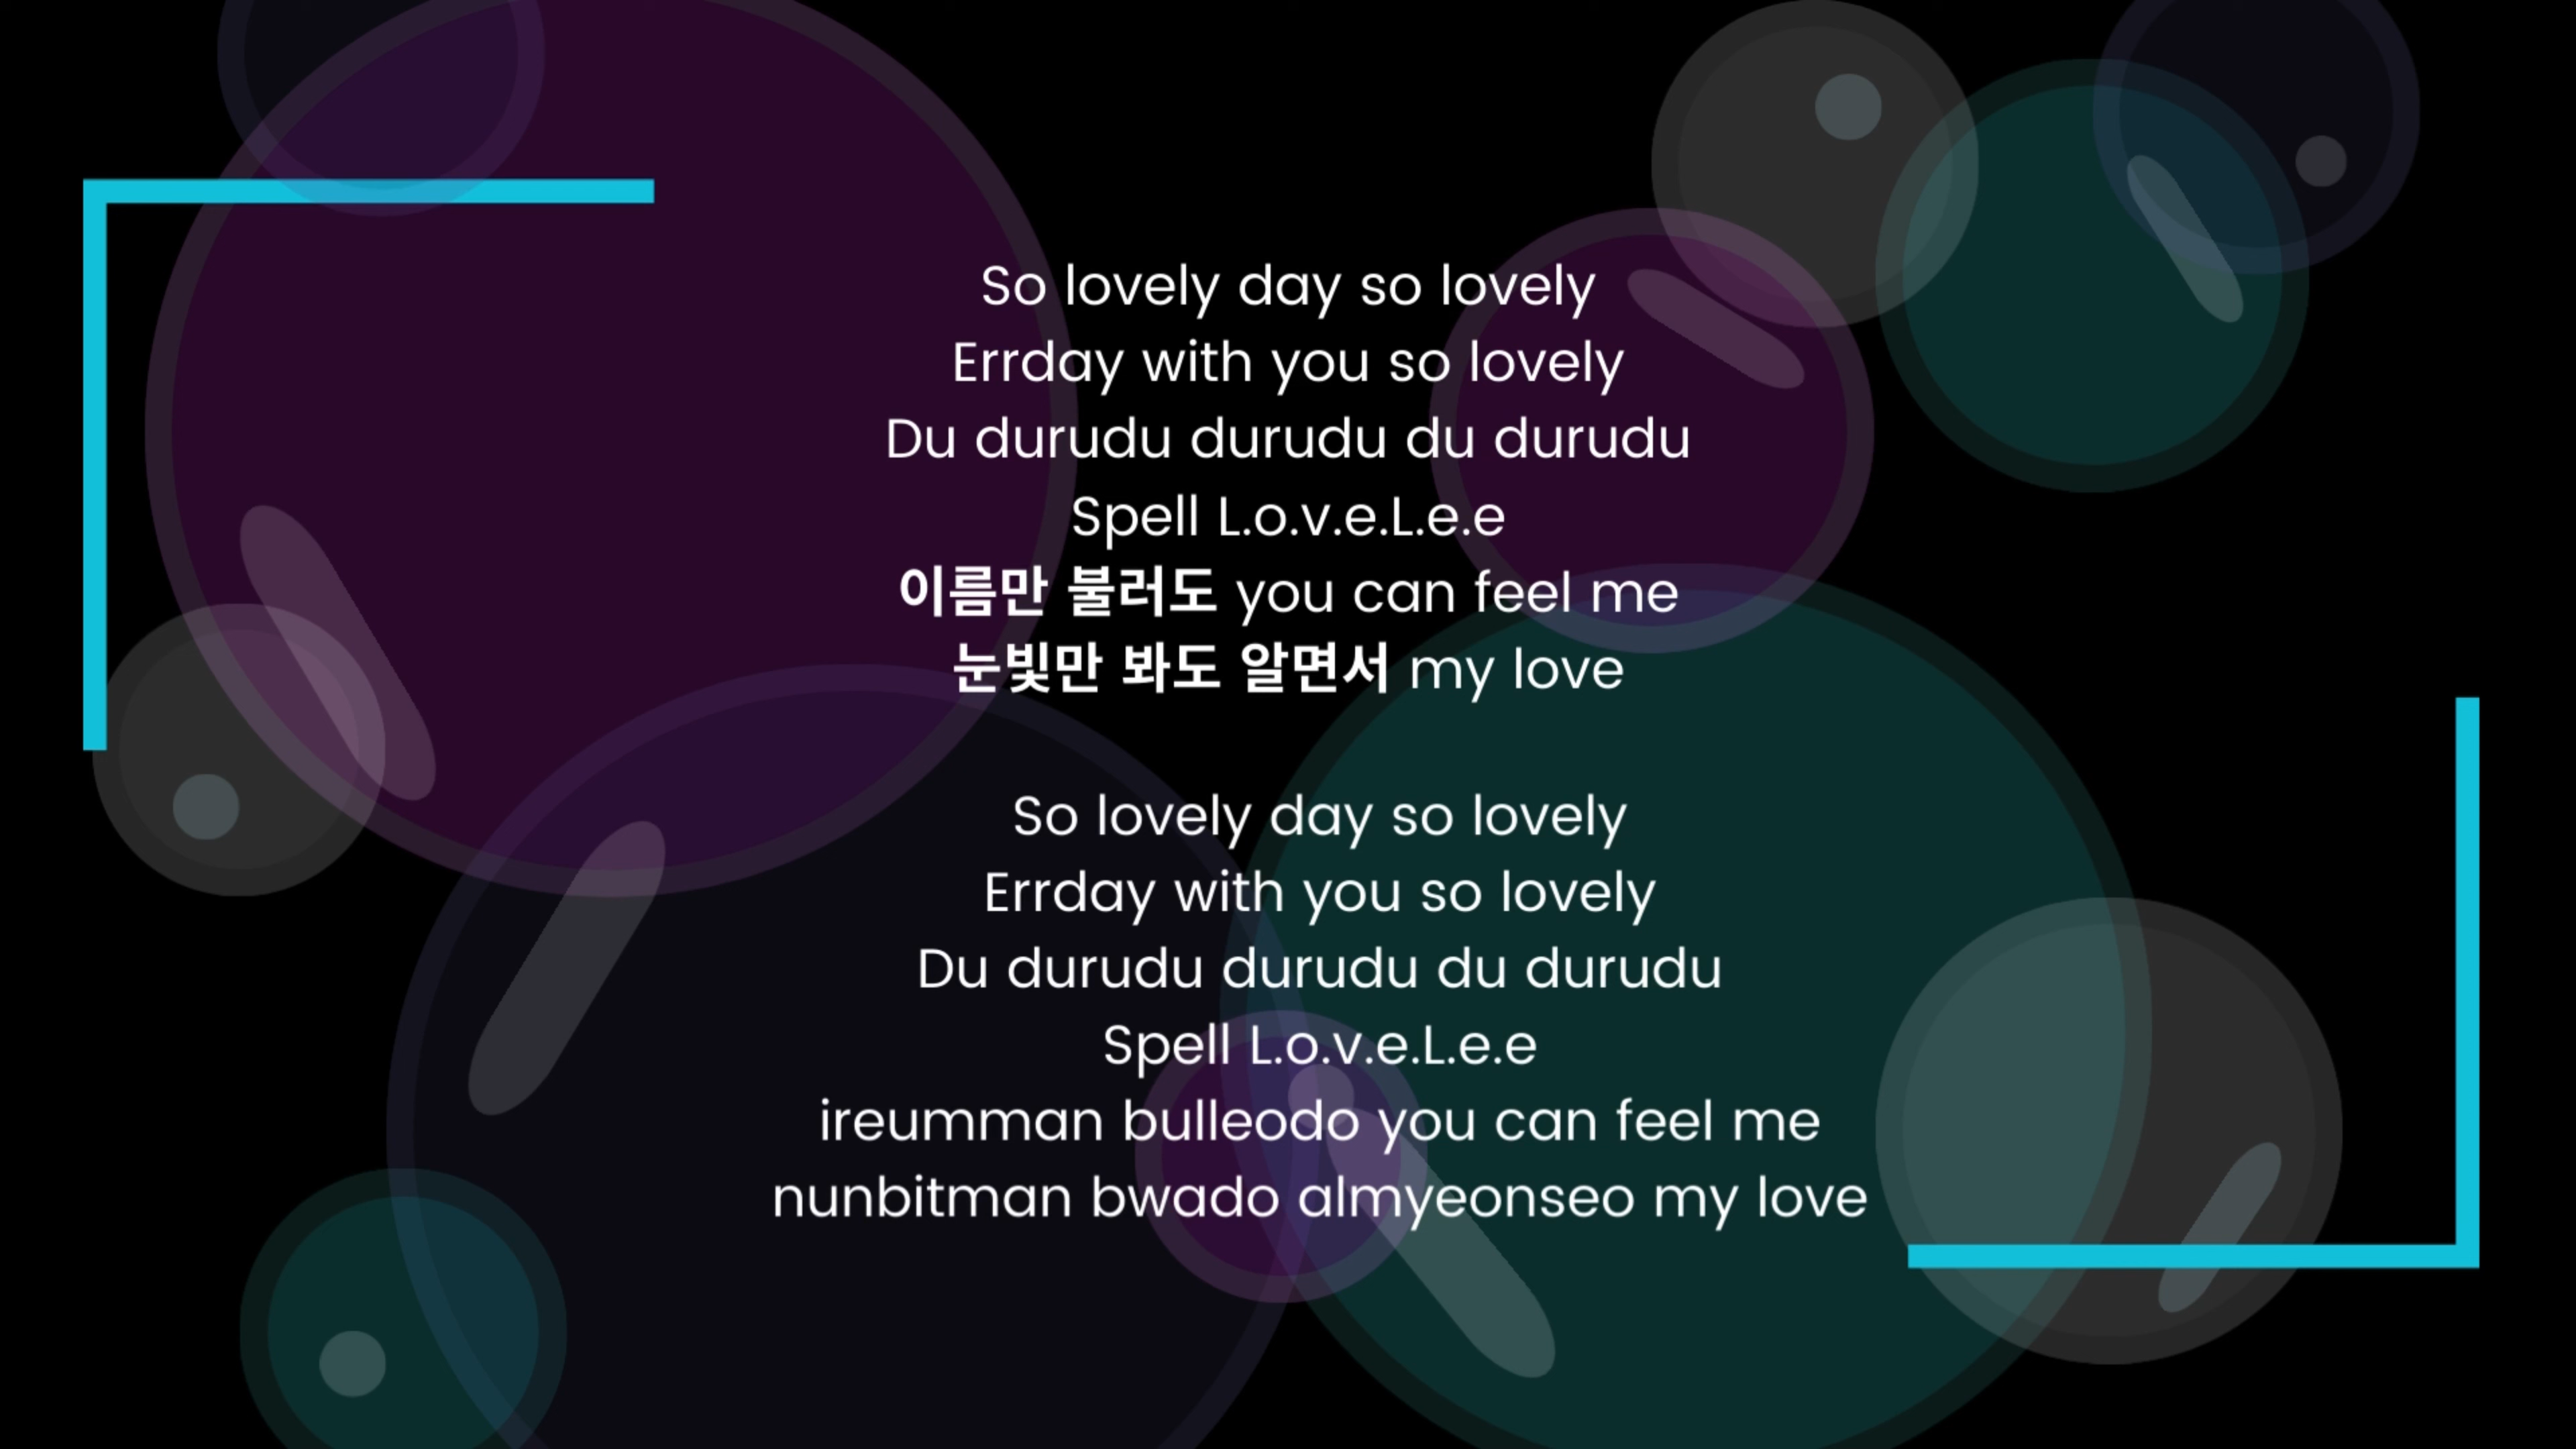 So lovely day so lovely
Errday with you so lovely
Du durudu durudu du durudu
Spell L.o.v.e.L.e.e
이름만 불러도 you can feel me
눈빛만 봐도 알면서 my love
So lovely day so lovely
Errday with you so lovely
Du durudu durudu du durudu
Spell L.o.v.e.L.e.e
ireumman bulleodo you can feel me
nunbitman bwado almyeonseo my love